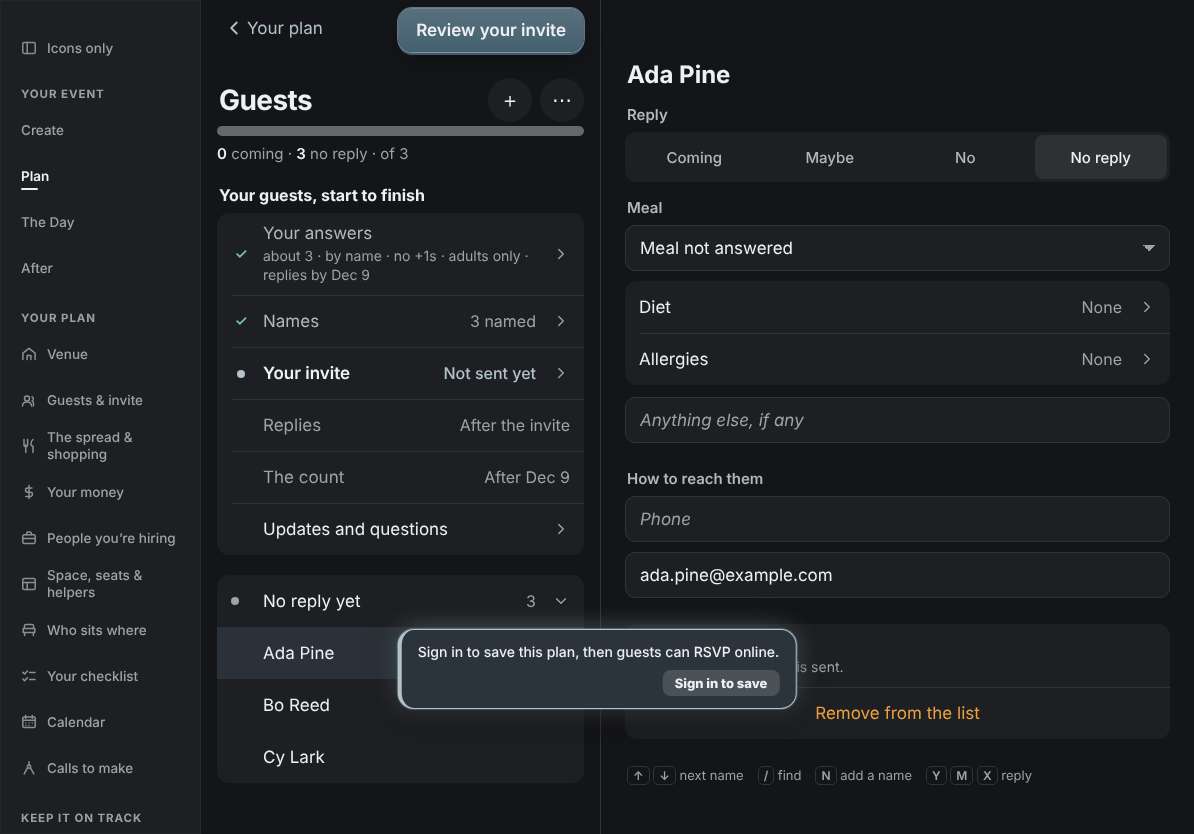 Icons only
YOUR EVENT
Create
Plan
The Day
After
YOUR PLAN
Venue
Guests & invite
The spread &
shopping
Your money
People you're hiring
Space, seats &
helpers
Who sits where
Your checklist
Calendar
Calls to make
KEEP IT ON TRACK
Your plan
Review your invite
Guests
0 coming · 3 no reply · of 3
Your guests, start to finish
Your answers
about 3 · by name · no +1s · adults only ·
replies by Dec 9
Names 3 named
Your invite Not sent yet
Replies After the invite
The count After Dec 9
Updates and questions
No reply yet 3
Ada Pine
Bo Reed
Cy Lark
Sign in to save this plan, then guests can RSVP online.
Sign in to save
Ada Pine
Reply
Coming Maybe No No reply
Meal
Meal not answered
Diet None
Allergies None
Anything else, if any
How to reach them
Phone
ada.pine@example.com
is sent.
Remove from the list
↑ ↓ next name / find N add a name Y M X reply